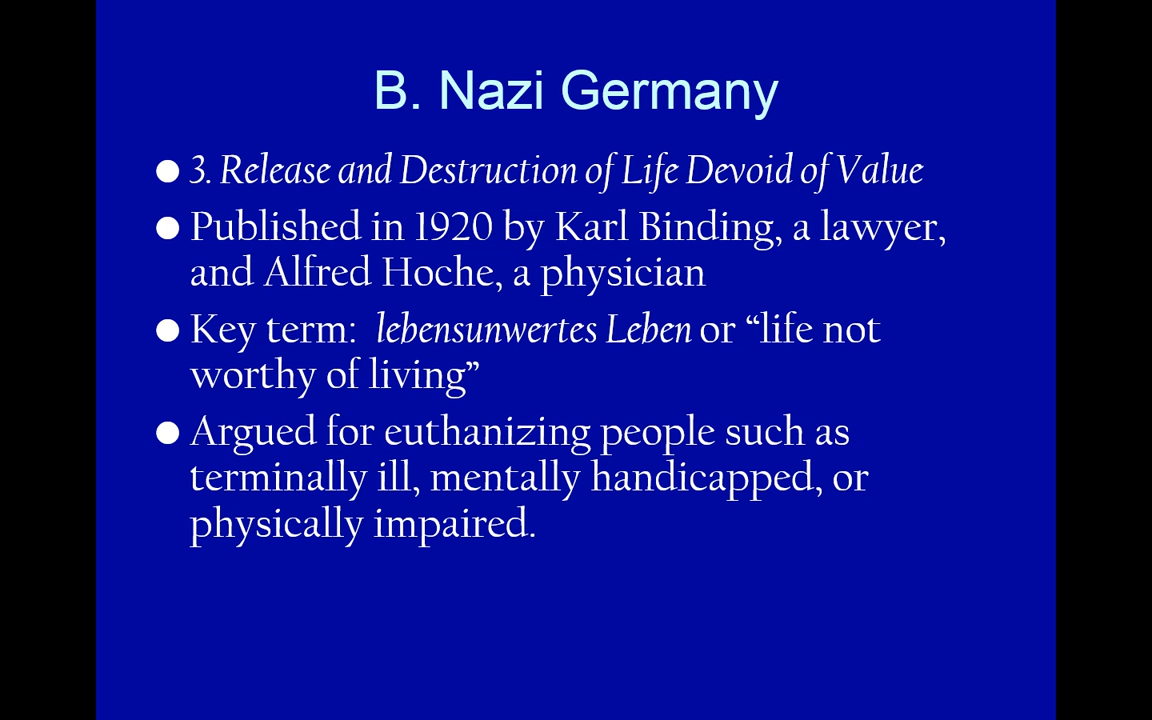 B. Nazi Germany
• 3. Release and Destruction of Life Devoid of Value
• Published in 1920 by Karl Binding, a lawyer,
and Alfred Hoche, a physician
• Key term:  lebensunwertes Leben or “life not
worthy of living”
• Argued for euthanizing people such as
terminally ill, mentally handicapped, or
physically impaired.